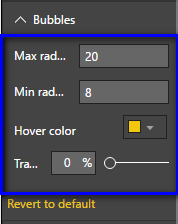 Bubbles
Max rad... 20
Min rad... 8
Hover color
Tra... 0 %
Revert to default